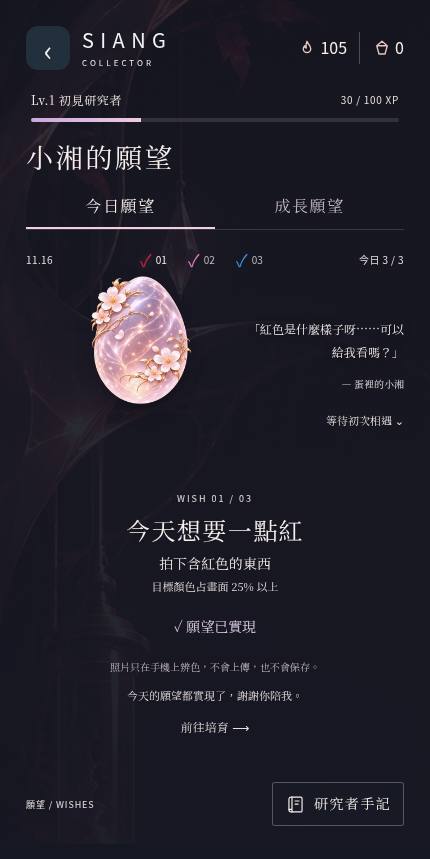 SIANG
COLLECTOR
105
0
Lv.1 初見研究者
30 / 100 XP
小湘的願望
今日願望
成長願望
11.16
✓ 01
✓ 02
✓ 03
今日 3 / 3
「紅色是什麼樣子呀⋯⋯可以
給我看嗎？」
— 蛋裡的小湘
等待初次相遇 ⌄
WISH 01 / 03
今天想要一點紅
拍下含紅色的東西
目標顏色占畫面 25% 以上
✓ 願望已實現
照片只在手機上辨色，不會上傳，也不會保存。
今天的願望都實現了，謝謝你陪我。
前往培育 ⟶
願望 / WISHES
研究者手記